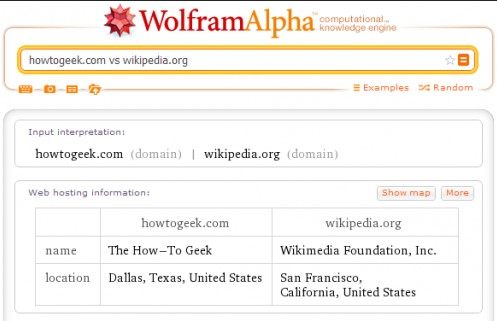 WolframAlpha™ computational...
knowledge engine
howtogeek.com vs wikipedia.org
Examples Random
Input interpretation:
howtogeek.com (domain) | wikipedia.org (domain)
Web hosting information: Show map More
howtogeek.com wikipedia.org
name The How−To Geek Wikimedia Foundation, Inc.
location Dallas, Texas, United States San Francisco,
California, United States